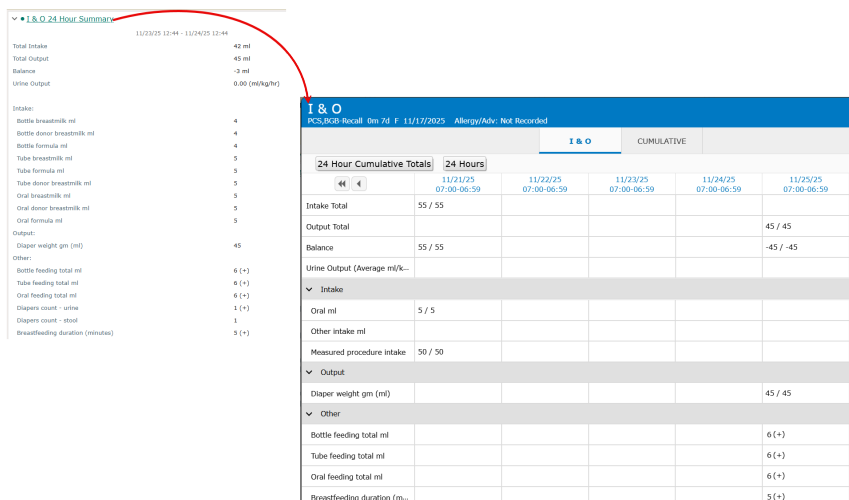 I & O 24 Hour Summary
11/23/25 12:44 - 11/24/25 12:44
Total Intake 42 ml
Total Output 45 ml
Balance -3 ml
Urine Output 0.00 (ml/kg/hr)
Intake:
Bottle breastmilk ml 4
Bottle donor breastmilk ml 4
Bottle formula ml 4
Tube breastmilk ml 5
Tube formula ml 5
Tube donor breastmilk ml 5
Oral breastmilk ml 5
Oral donor breastmilk ml 5
Oral formula ml 5
Output:
Diaper weight gm (ml) 45
Other:
Bottle feeding total ml 6 (+)
Tube feeding total ml 6 (+)
Oral feeding total ml 6 (+)
Diapers count - urine 1 (+)
Diapers count - stool 1
Breastfeeding duration (minutes) 5 (+)
I & O
PCS,BGB-Recall 0m 7d F 11/17/2025 Allergy/Adv: Not Recorded
I & O CUMULATIVE
24 Hour Cumulative Totals 24 Hours
11/21/25 11/22/25 11/23/25 11/24/25 11/25/25
07:00-06:59 07:00-06:59 07:00-06:59 07:00-06:59 07:00-06:59
Intake Total 55 / 55
Output Total 45 / 45
Balance 55 / 55 -45 / -45
Urine Output (Average ml/k...
Intake
Oral ml 5 / 5
Other intake ml
Measured procedure intake 50 / 50
Output
Diaper weight gm (ml) 45 / 45
Other
Bottle feeding total ml 6 (+)
Tube feeding total ml 6 (+)
Oral feeding total ml 6 (+)
Breastfeeding duration (m... 5 (+)